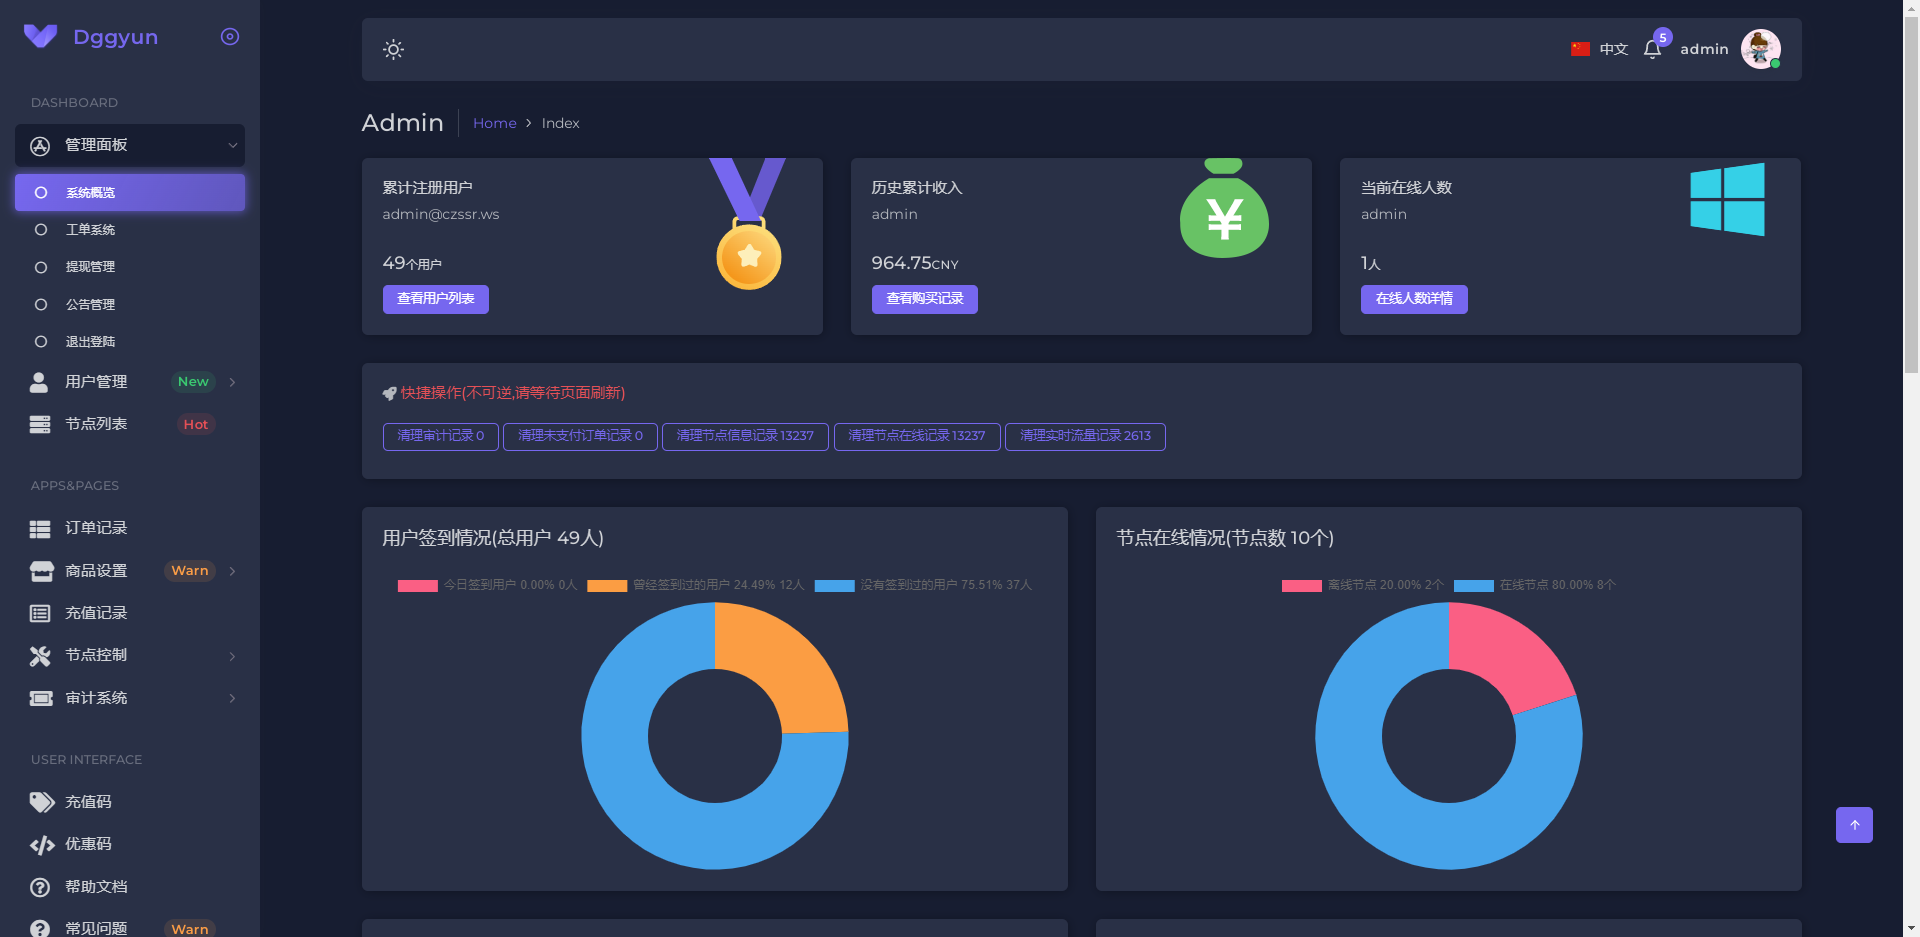 Dggyun
中文
5
admin
DASHBOARD
管理面板
系统概览
工单系统
提现管理
公告管理
退出登陆
用户管理 New
节点列表 Hot
APPS&PAGES
订单记录
商品设置 Warn
充值记录
节点控制
审计系统
USER INTERFACE
充值码
优惠码
帮助文档
常见问题 Warn
Admin
Home > Index
累计注册用户
admin@czssr.ws
49个用户
查看用户列表
历史累计收入
admin
¥
964.75CNY
查看购买记录
当前在线人数
admin
1人
在线人数详情
快捷操作(不可逆,请等待页面刷新)
清理审计记录 0 清理未支付订单记录 0 清理节点信息记录 13237 清理节点在线记录 13237 清理实时流量记录 2613
用户签到情况(总用户 49人)
今日签到用户 0.00% 0人 曾经签到过的用户 24.49% 12人 没有签到过的用户 75.51% 37人
节点在线情况(节点数 10个)
离线节点 20.00% 2个 在线节点 80.00% 8个